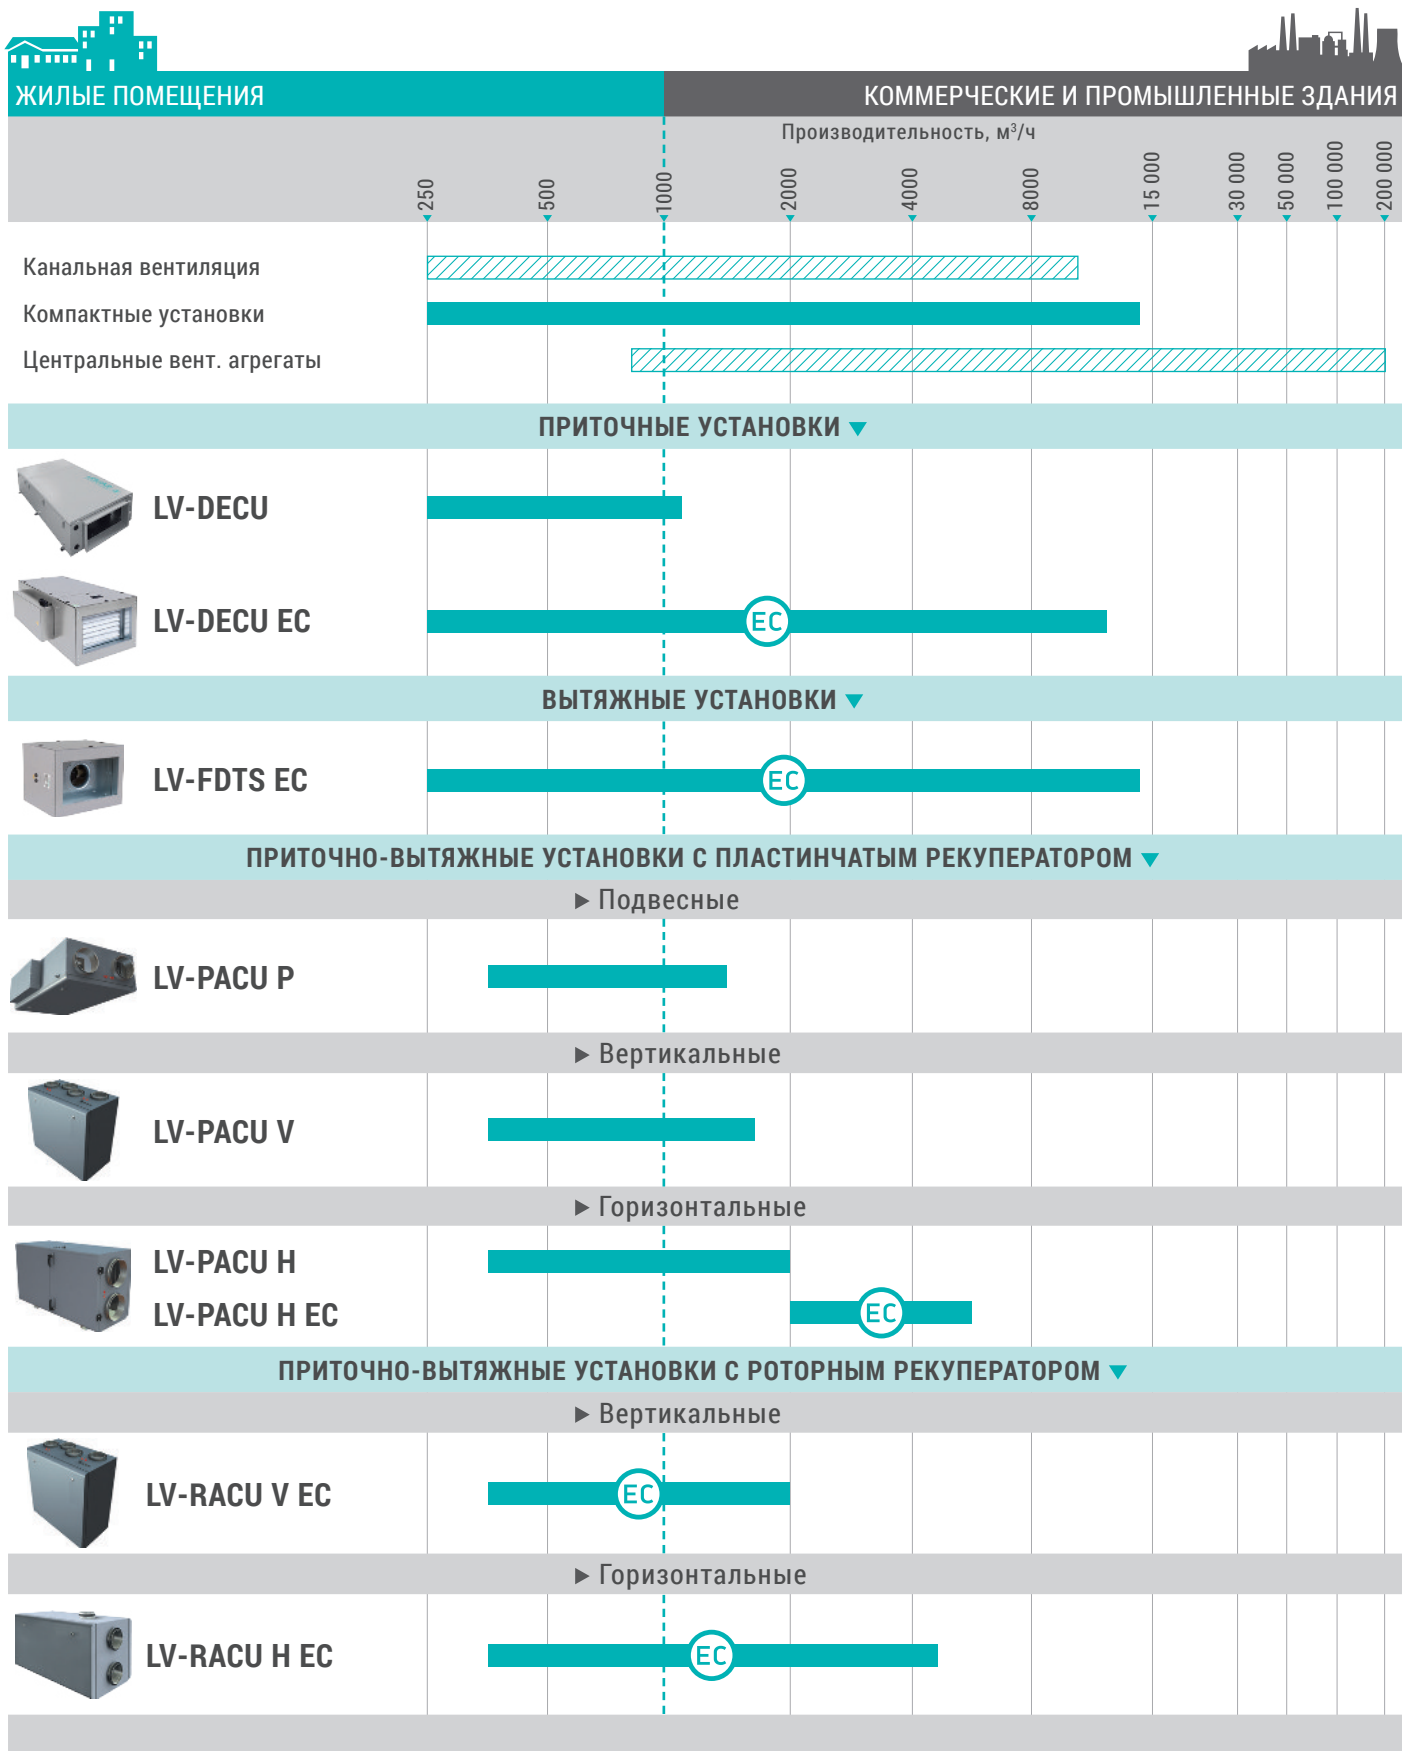 ЖИЛЫЕ ПОМЕЩЕНИЯ
КОММЕРЧЕСКИЕ И ПРОМЫШЛЕННЫЕ ЗДАНИЯ
Производительность, м³/ч
250
500
1000
2000
4000
8000
15 000
30 000
50 000
100 000
200 000
Канальная вентиляция
Компактные установки
Центральные вент. агрегаты
ПРИТОЧНЫЕ УСТАНОВКИ ▼
LV-DECU
LV-DECU EC
EC
ВЫТЯЖНЫЕ УСТАНОВКИ ▼
LV-FDTS EC
EC
ПРИТОЧНО-ВЫТЯЖНЫЕ УСТАНОВКИ С ПЛАСТИНЧАТЫМ РЕКУПЕРАТОРОМ ▼
▶ Подвесные
LV-PACU P
▶ Вертикальные
LV-PACU V
▶ Горизонтальные
LV-PACU H
LV-PACU H EC
EC
ПРИТОЧНО-ВЫТЯЖНЫЕ УСТАНОВКИ С РОТОРНЫМ РЕКУПЕРАТОРОМ ▼
▶ Вертикальные
LV-RACU V EC
EC
▶ Горизонтальные
LV-RACU H EC
EC